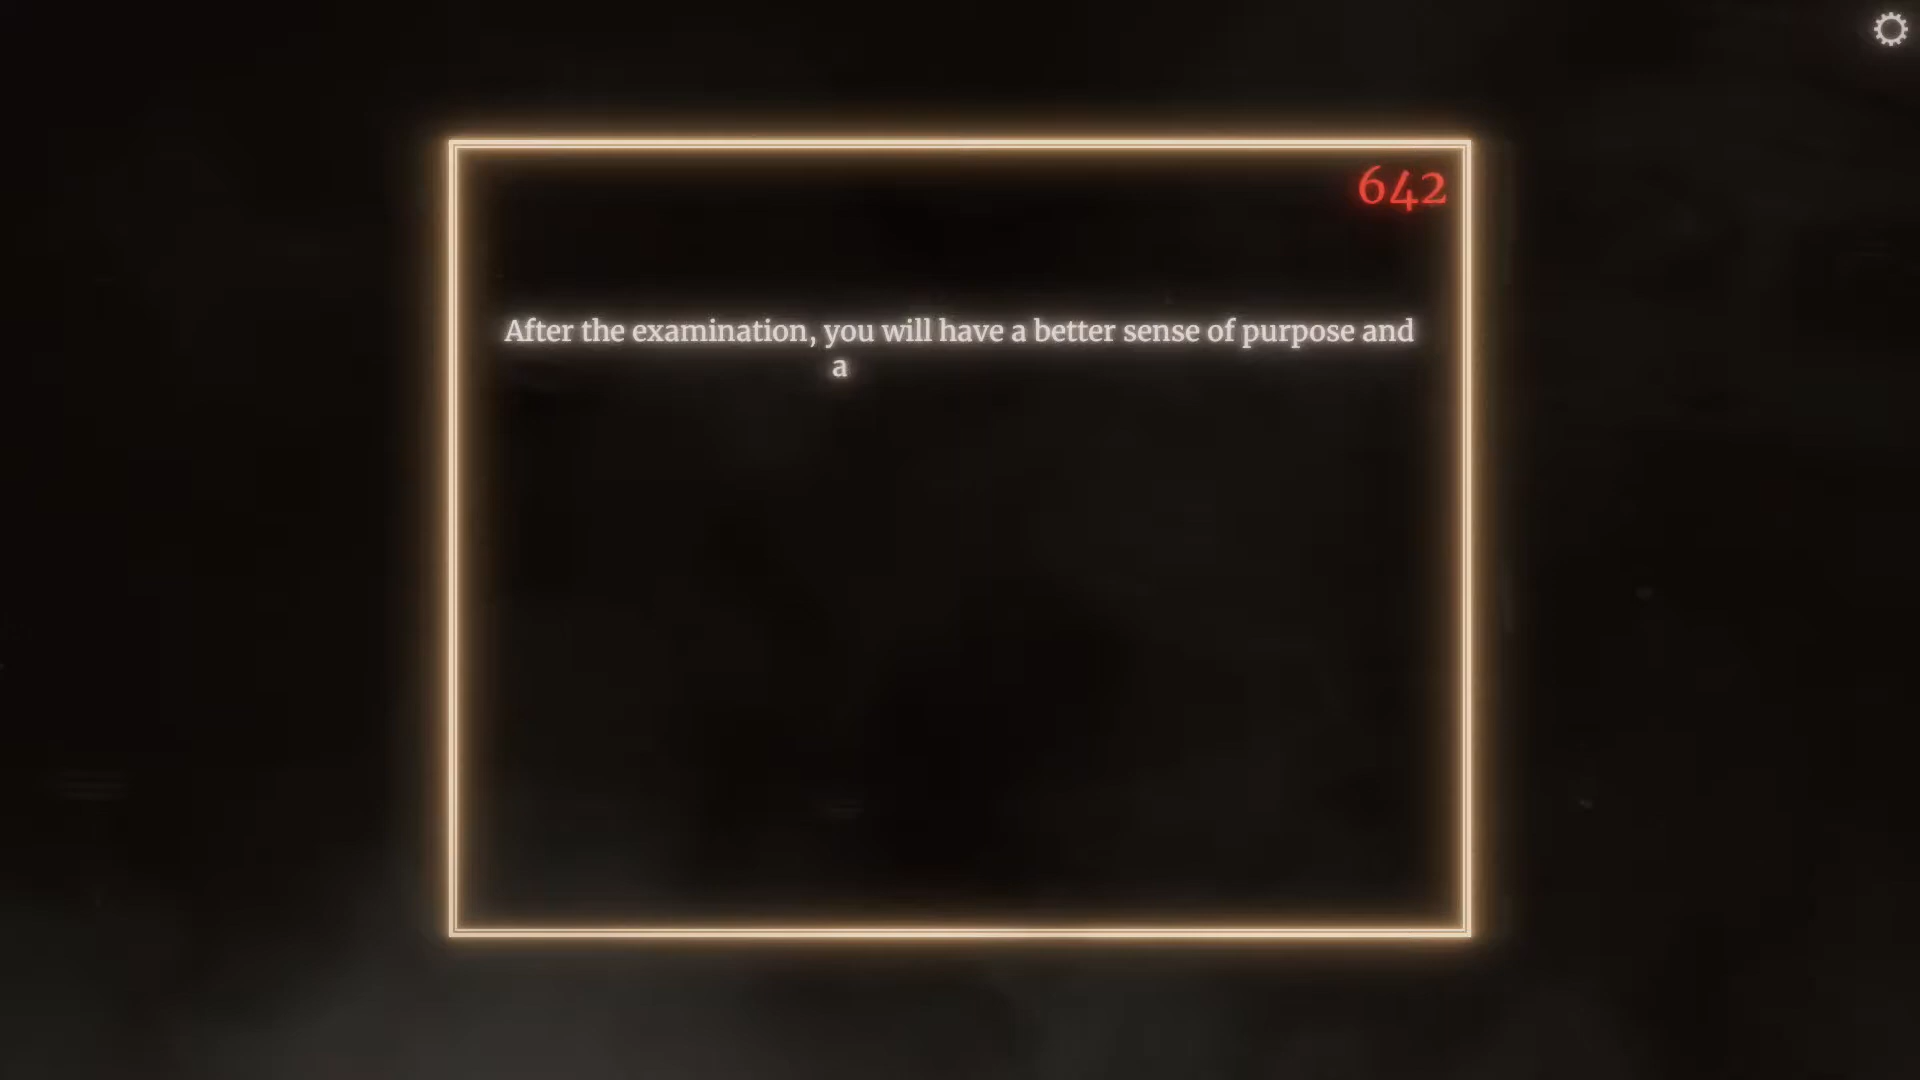 642
After the examination, you will have a better sense of purpose and
a